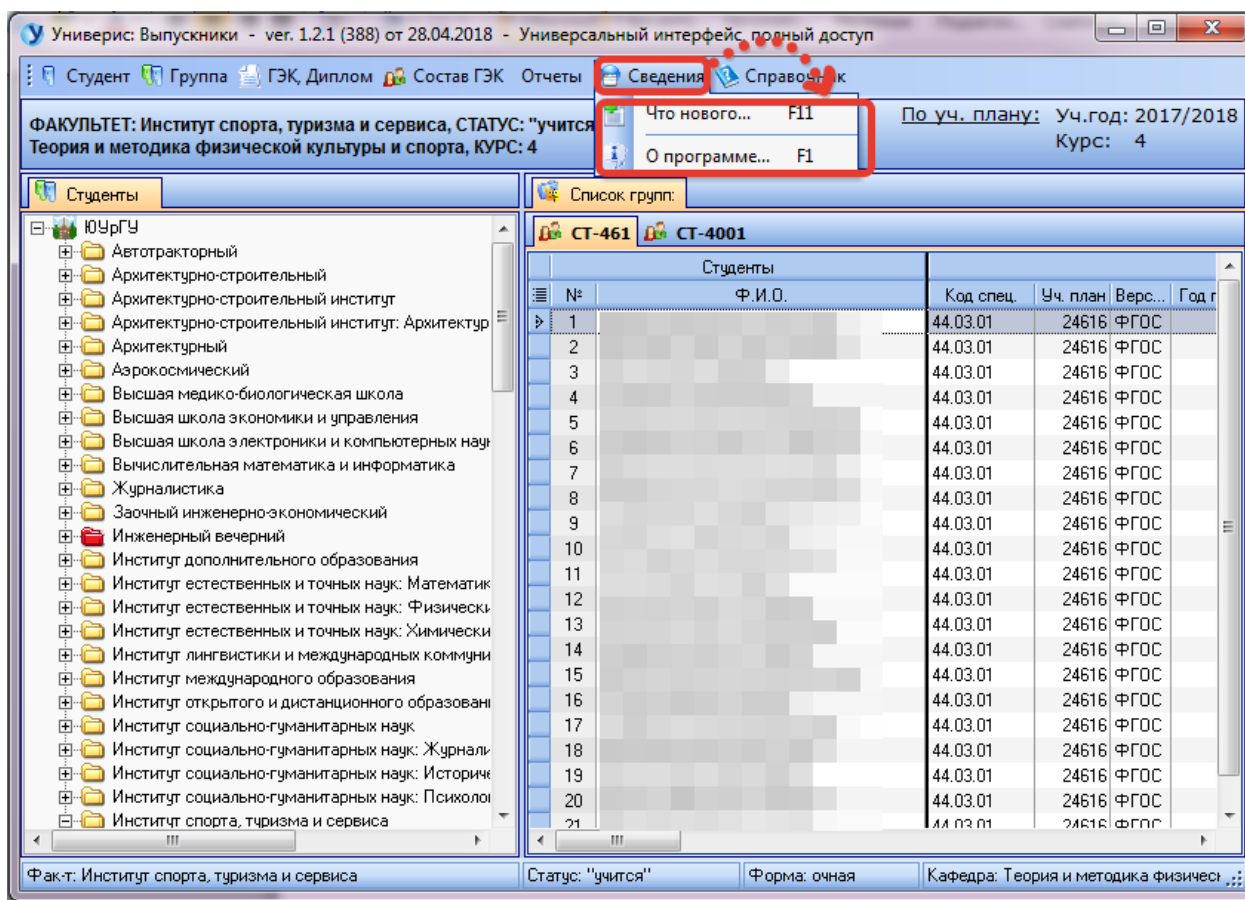 Универис: Выпускники - ver. 1.2.1 (388) от 28.04.2018 - Универсальный интерфейс, полный доступ
Студент Группа ГЭК, Диплом Состав ГЭК Отчеты Сведения Справочник
Что нового... F11
О программе... F1
ФАКУЛЬТЕТ: Институт спорта, туризма и сервиса, СТАТУС: "учится
Теория и методика физической культуры и спорта, КУРС: 4
По уч. плану: Уч.год: 2017/2018
Курс: 4
Студенты
ЮУрГУ
Автотракторный
Архитектурно-строительный
Архитектурно-строительный институт
Архитектурно-строительный институт: Архитектур
Архитектурный
Аэрокосмический
Высшая медико-биологическая школа
Высшая школа экономики и управления
Высшая школа электроники и компьютерных наук
Вычислительная математика и информатика
Журналистика
Заочный инженерно-экономический
Инженерный вечерний
Институт дополнительного образования
Институт естественных и точных наук: Математик
Институт естественных и точных наук: Физически
Институт естественных и точных наук: Химически
Институт лингвистики и международных коммуни
Институт международного образования
Институт открытого и дистанционного образовани
Институт социально-гуманитарных наук
Институт социально-гуманитарных наук: Журнали
Институт социально-гуманитарных наук: Историче
Институт социально-гуманитарных наук: Психолог
Институт спорта, туризма и сервиса
Список групп:
СТ-461 СТ-4001
Студенты
№ Ф.И.О. Код спец. Уч. план Верс... Год г
1 44.03.01 24616 ФГОС
2 44.03.01 24616 ФГОС
3 44.03.01 24616 ФГОС
4 44.03.01 24616 ФГОС
5 44.03.01 24616 ФГОС
6 44.03.01 24616 ФГОС
7 44.03.01 24616 ФГОС
8 44.03.01 24616 ФГОС
9 44.03.01 24616 ФГОС
10 44.03.01 24616 ФГОС
11 44.03.01 24616 ФГОС
12 44.03.01 24616 ФГОС
13 44.03.01 24616 ФГОС
14 44.03.01 24616 ФГОС
15 44.03.01 24616 ФГОС
16 44.03.01 24616 ФГОС
17 44.03.01 24616 ФГОС
18 44.03.01 24616 ФГОС
19 44.03.01 24616 ФГОС
20 44.03.01 24616 ФГОС
21 44.03.01 24616 ФГОС
Фак-т: Институт спорта, туризма и сервиса Статус: "учится" Форма: очная Кафедра: Теория и методика физическ